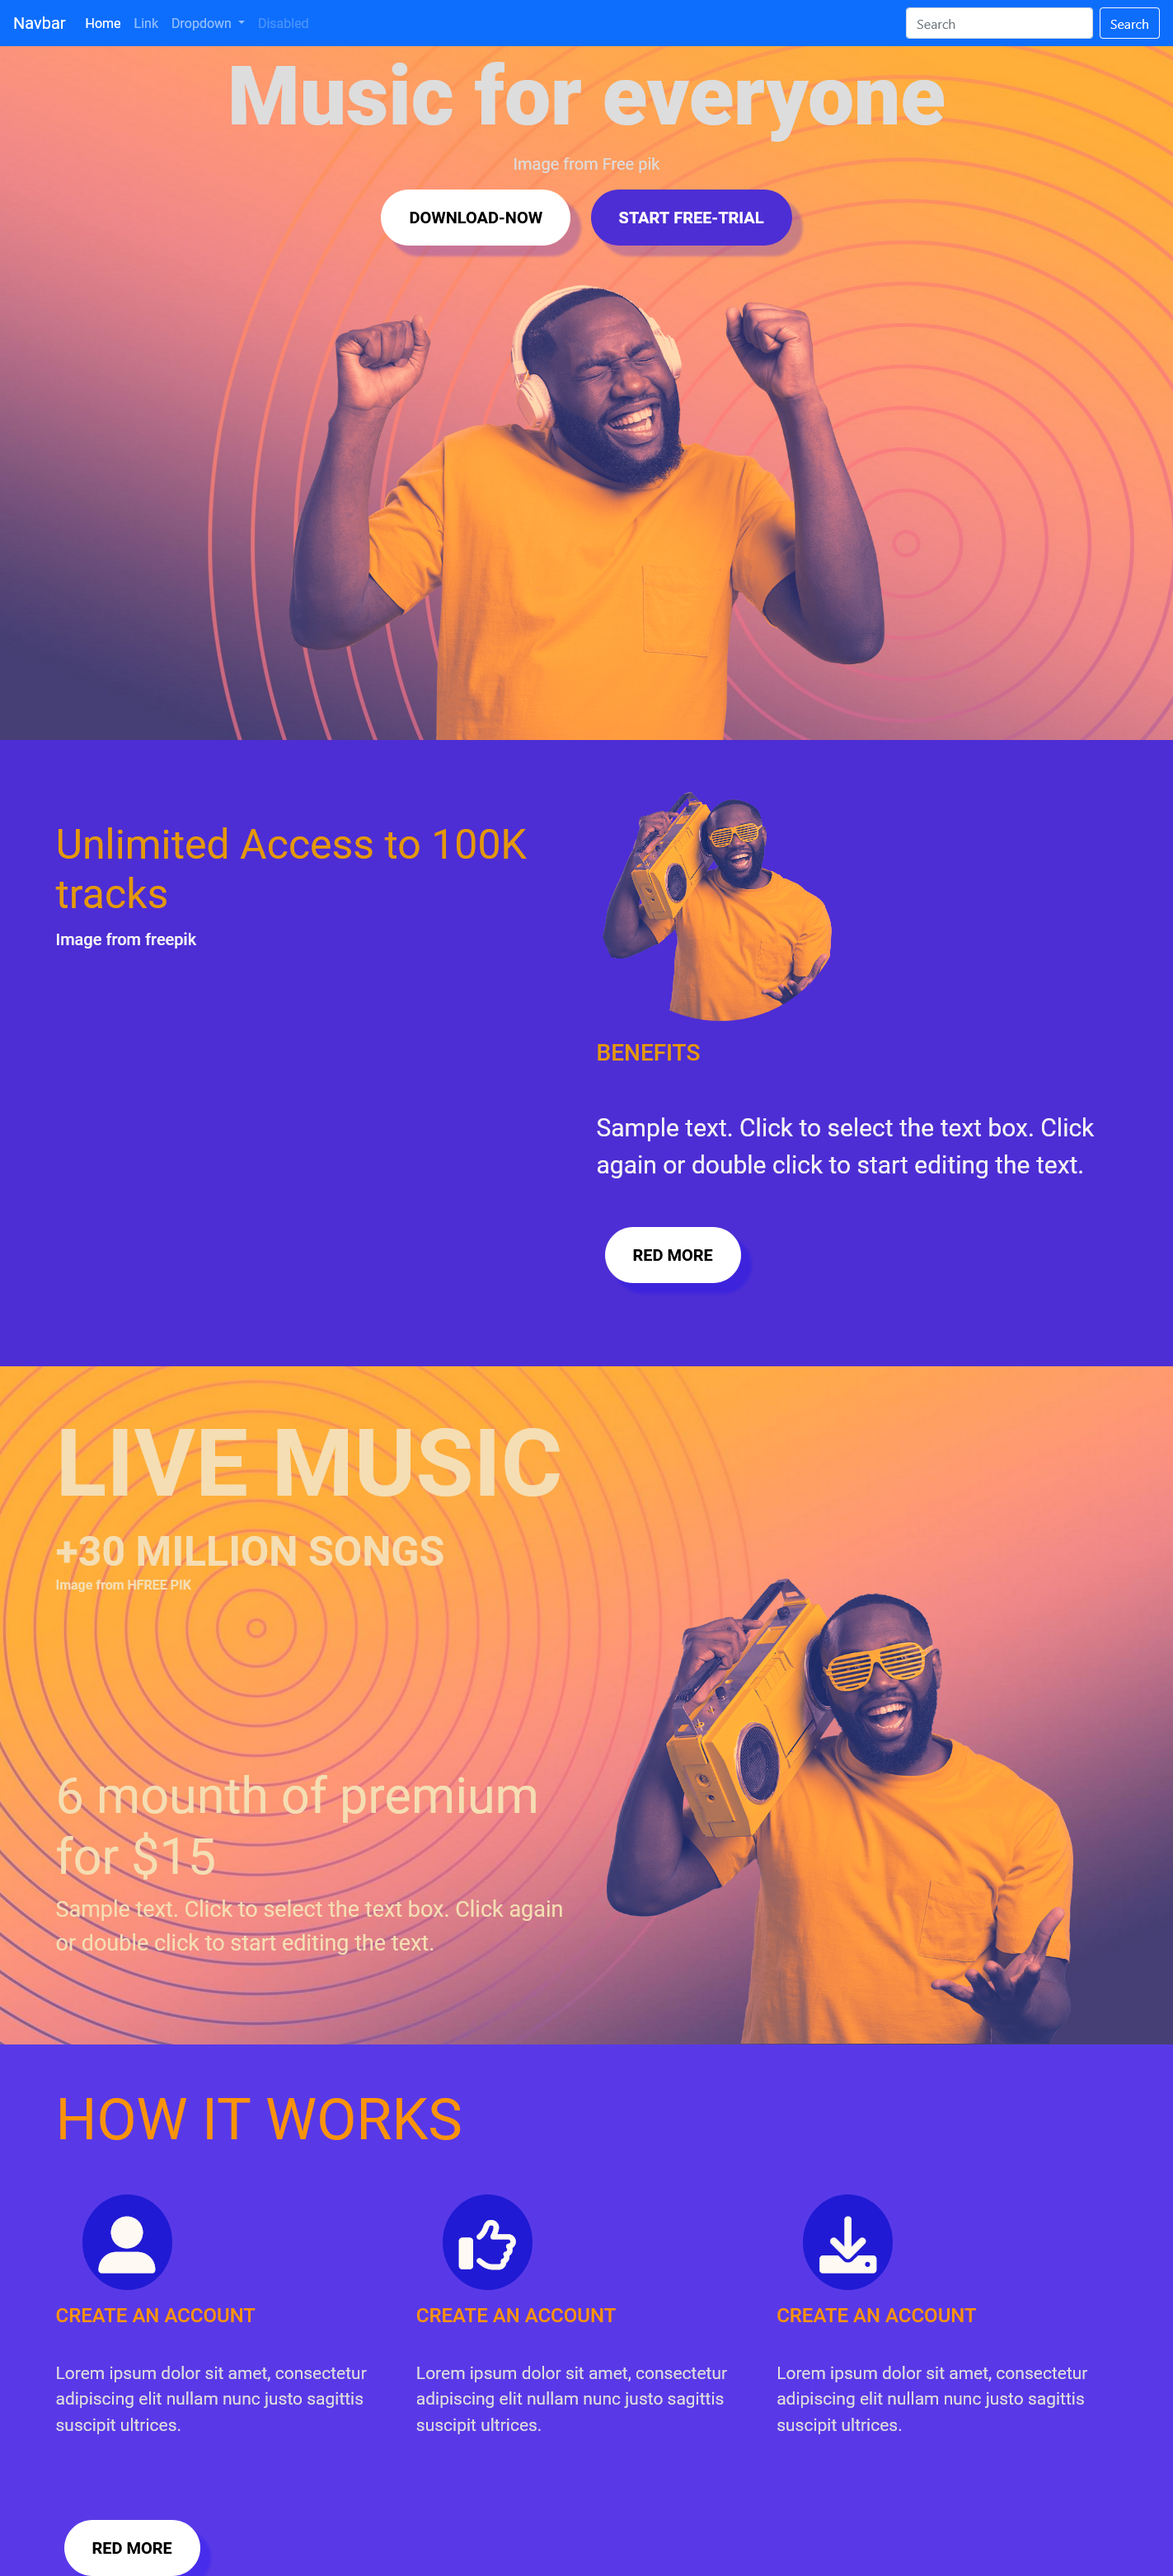 Navbar Home Link Dropdown Disabled Search Search
Music for everyone
Image from Free pik
DOWNLOAD-NOW START FREE-TRIAL
Unlimited Access to 100K
tracks
Image from freepik
BENEFITS
Sample text. Click to select the text box. Click
again or double click to start editing the text.
RED MORE
LIVE MUSIC
+30 MILLION SONGS
Image from HFREE PIK
6 mounth of premium
for $15
Sample text. Click to select the text box. Click again
or double click to start editing the text.
HOW IT WORKS
CREATE AN ACCOUNT
Lorem ipsum dolor sit amet, consectetur
adipiscing elit nullam nunc justo sagittis
suscipit ultrices.
CREATE AN ACCOUNT
Lorem ipsum dolor sit amet, consectetur
adipiscing elit nullam nunc justo sagittis
suscipit ultrices.
CREATE AN ACCOUNT
Lorem ipsum dolor sit amet, consectetur
adipiscing elit nullam nunc justo sagittis
suscipit ultrices.
RED MORE